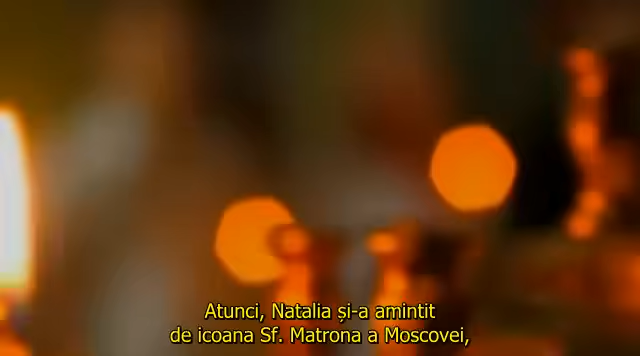 Atunci, Natalia și-a amintit
de icoana Sf. Matrona a Moscovei,